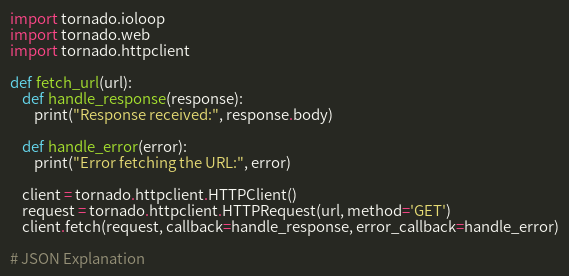 import tornado.ioloop
import tornado.web
import tornado.httpclient
def fetch_url(url):
def handle_response(response):
print("Response received:", response.body)
def handle_error(error):
print("Error fetching the URL:", error)
client = tornado.httpclient.HTTPClient()
request = tornado.httpclient.HTTPRequest(url, method='GET')
client.fetch(request, callback=handle_response, error_callback=handle_error)
# JSON Explanation